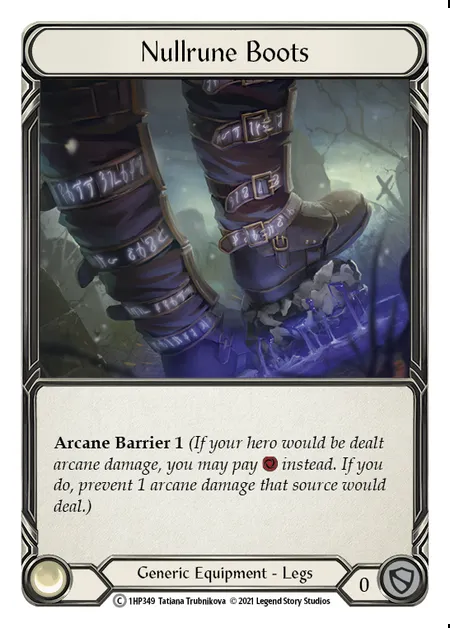 Nullrune Boots
Arcane Barrier 1 (If your hero would be dealt
arcane damage, you may pay instead. If you
do, prevent 1 arcane damage that source would
deal.)
Generic Equipment - Legs
0
C 1HP349 Tatiana Trubnikova © 2021 Legend Story Studios